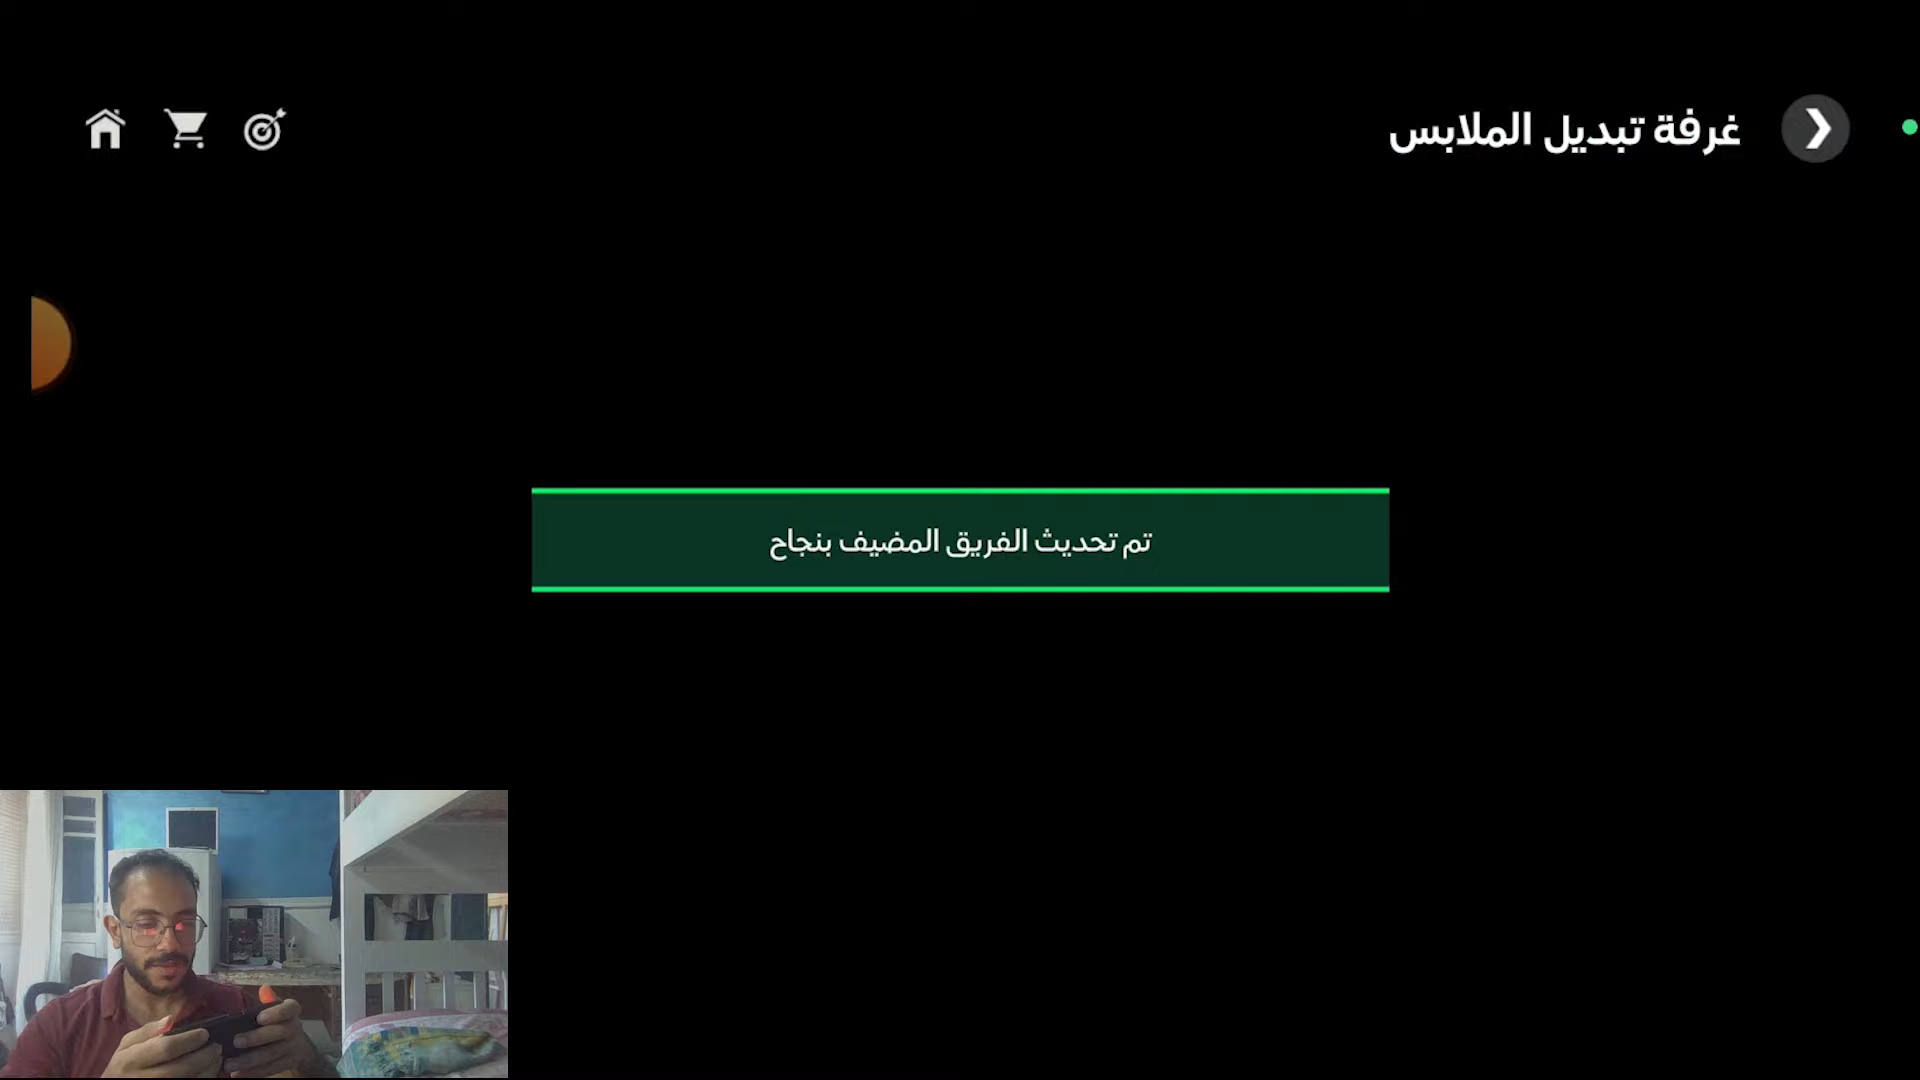 غرفة تبديل الملابس
تم تحديث الفريق المضيف بنجاح